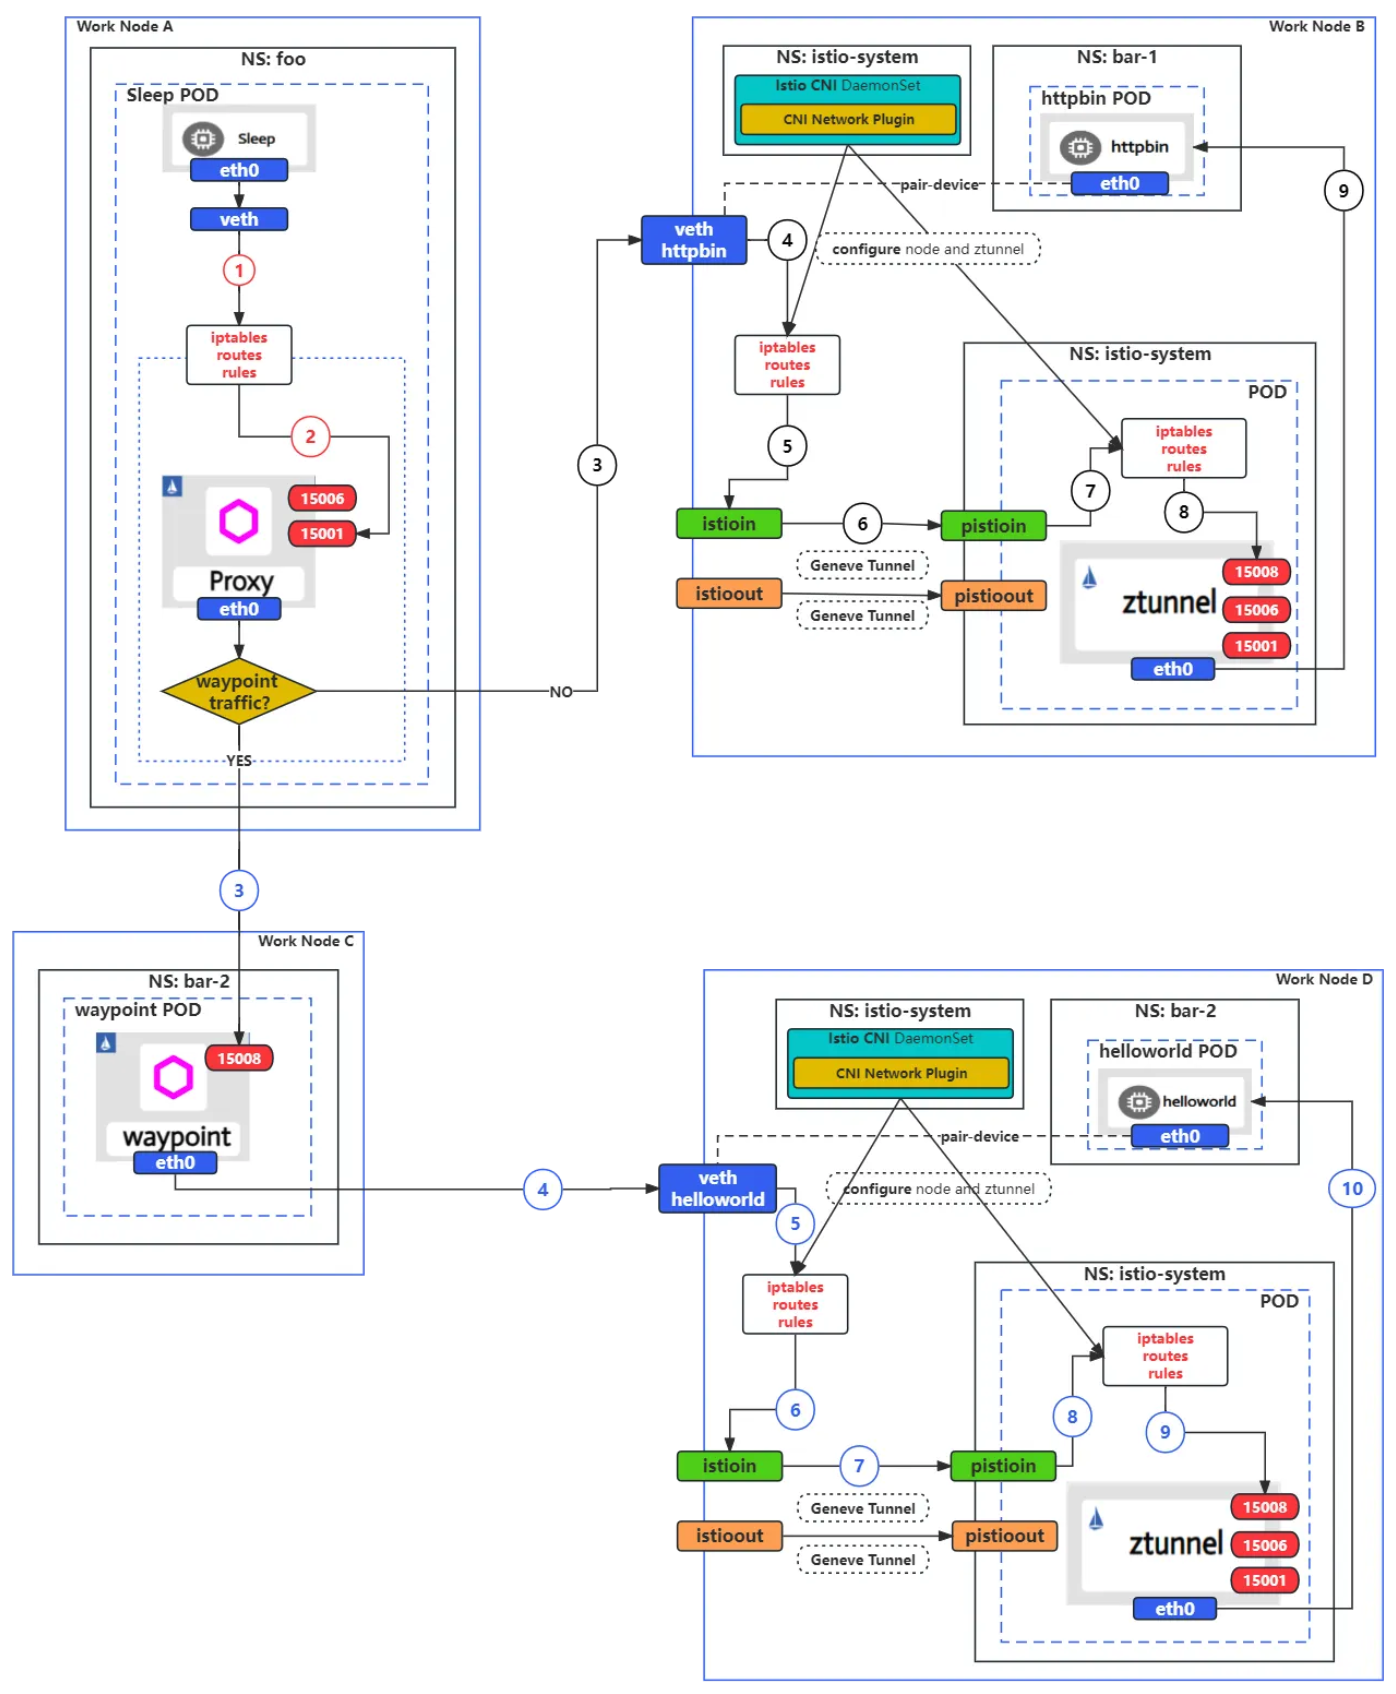 Work Node A
NS: foo
Sleep POD
Sleep
eth0
veth
1
iptables
routes
rules
2
15006
15001
Proxy
eth0
waypoint
traffic?
NO
YES
3
3
Work Node B
NS: istio-system
Istio CNI DaemonSet
CNI Network Plugin
NS: bar-1
httpbin POD
httpbin
eth0
pair-device
veth
httpbin
4
configure node and ztunnel
9
iptables
routes
rules
5
NS: istio-system
POD
iptables
routes
rules
7
8
istioin
6
pistioin
Geneve Tunnel
istioout
pistioout
Geneve Tunnel
ztunnel
15008
15006
15001
eth0
Work Node C
NS: bar-2
waypoint POD
15008
waypoint
eth0
4
Work Node D
NS: istio-system
Istio CNI DaemonSet
CNI Network Plugin
NS: bar-2
helloworld POD
helloworld
eth0
pair-device
veth
helloworld
5
configure node and ztunnel
10
iptables
routes
rules
6
NS: istio-system
POD
iptables
routes
rules
8
9
istioin
7
pistioin
Geneve Tunnel
istioout
pistioout
Geneve Tunnel
ztunnel
15008
15006
15001
eth0